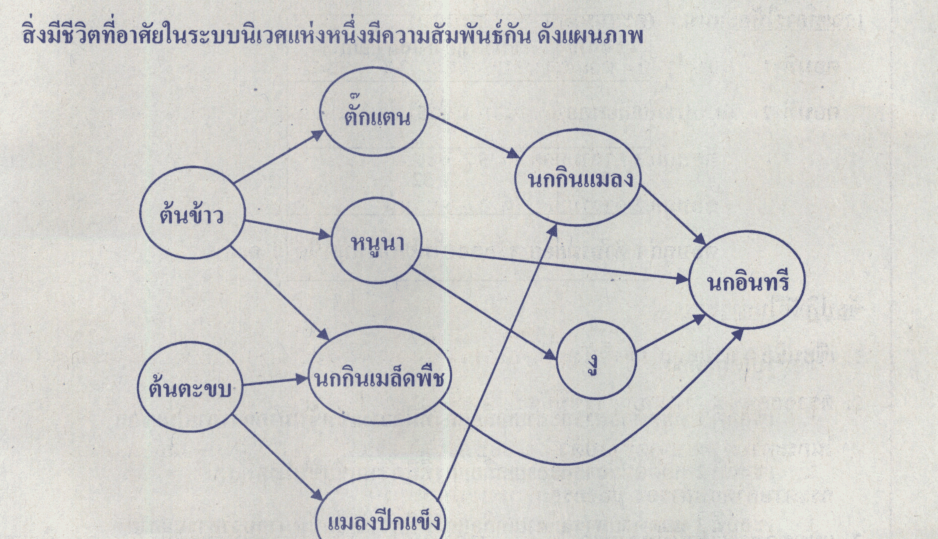 สิ่งมีชีวิตที่อาศัยในระบบนิเวศแห่งหนึ่งมีความสัมพันธ์กัน ดังแผนภาพ
ตั๊กแตน
นกกินแมลง
ต้นข้าว
หนูนา
นกอินทรี
งู
ต้นตะขบ
นกกินเมล็ดพืช
แมลงปีกแข็ง